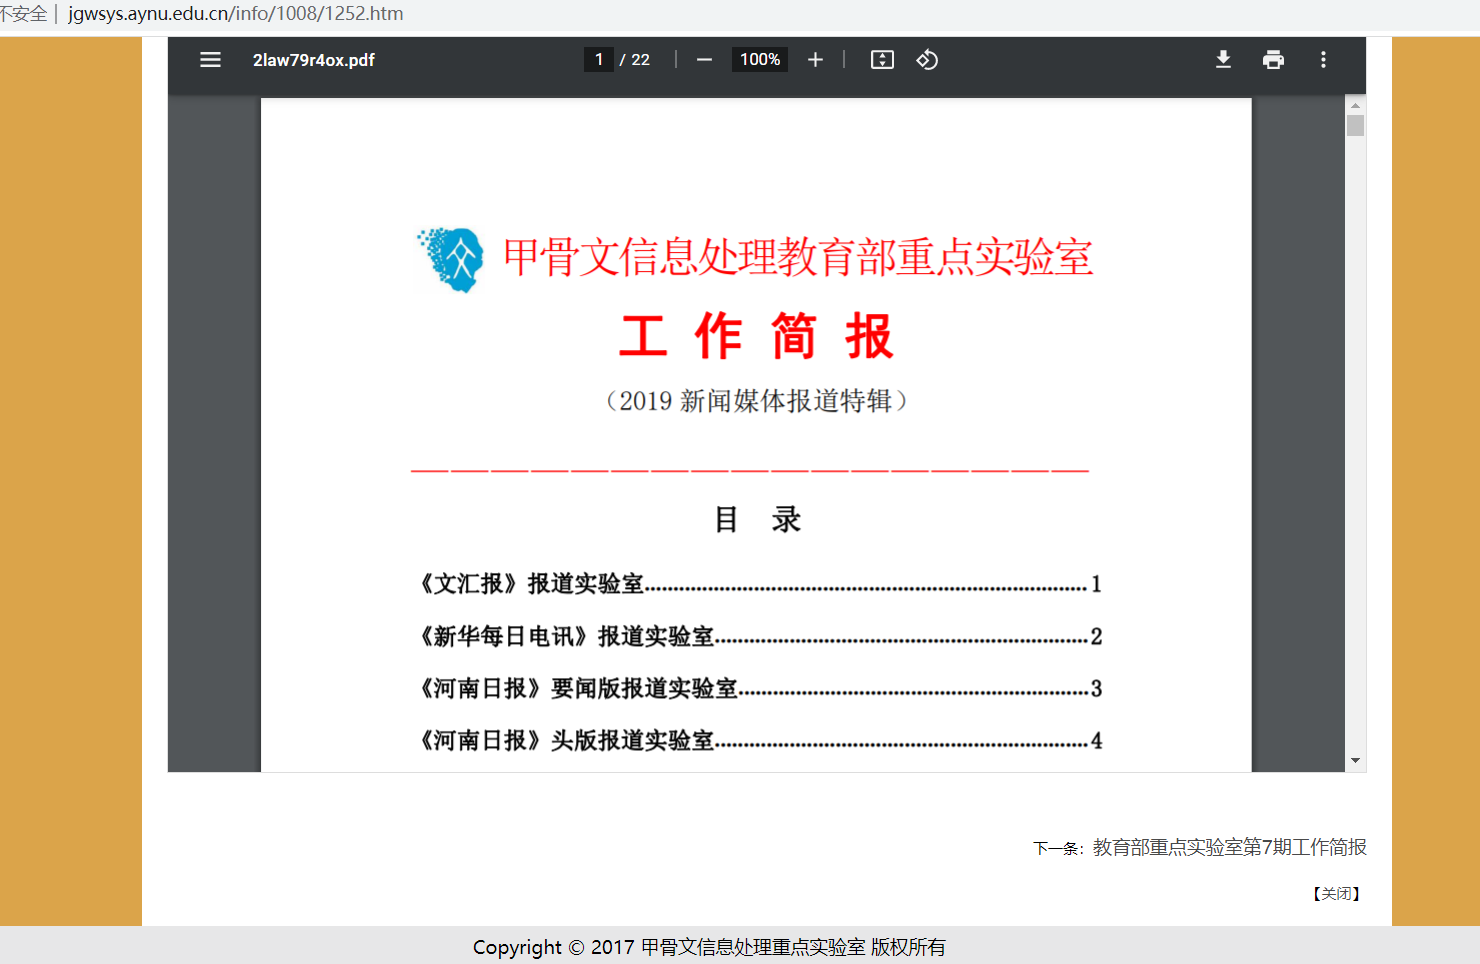 不安全 | jgwsys.aynu.edu.cn/info/1008/1252.htm
2law79r4ox.pdf
1 / 22
100%
甲骨文信息处理教育部重点实验室
工 作 简 报
（2019 新闻媒体报道特辑）
目 录
《文汇报》报道实验室........................................................................1
《新华每日电讯》报道实验室............................................................2
《河南日报》要闻版报道实验室........................................................3
《河南日报》头版报道实验室............................................................4
下一条：教育部重点实验室第7期工作简报
【关闭】
Copyright © 2017 甲骨文信息处理重点实验室 版权所有